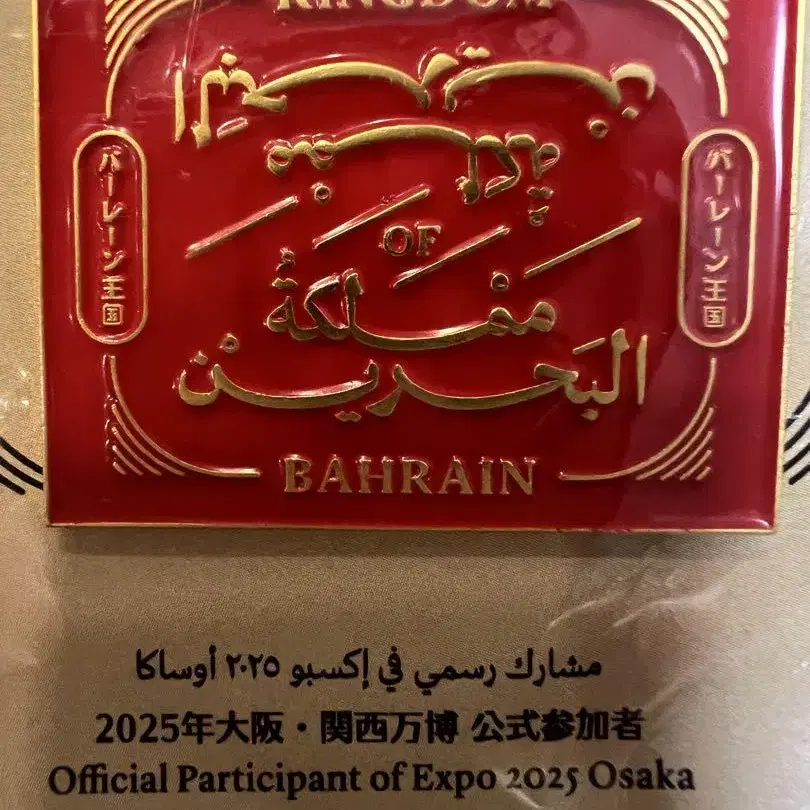 KINGDOM
バーレーン王国
バーレーン王国
OF
مملكة
البحرين
BAHRAIN
مشارك رسمي في إكسبو ٢٠٢٥ أوساكا
2025年大阪・関西万博 公式参加者
Official Participant of Expo 2025 Osaka